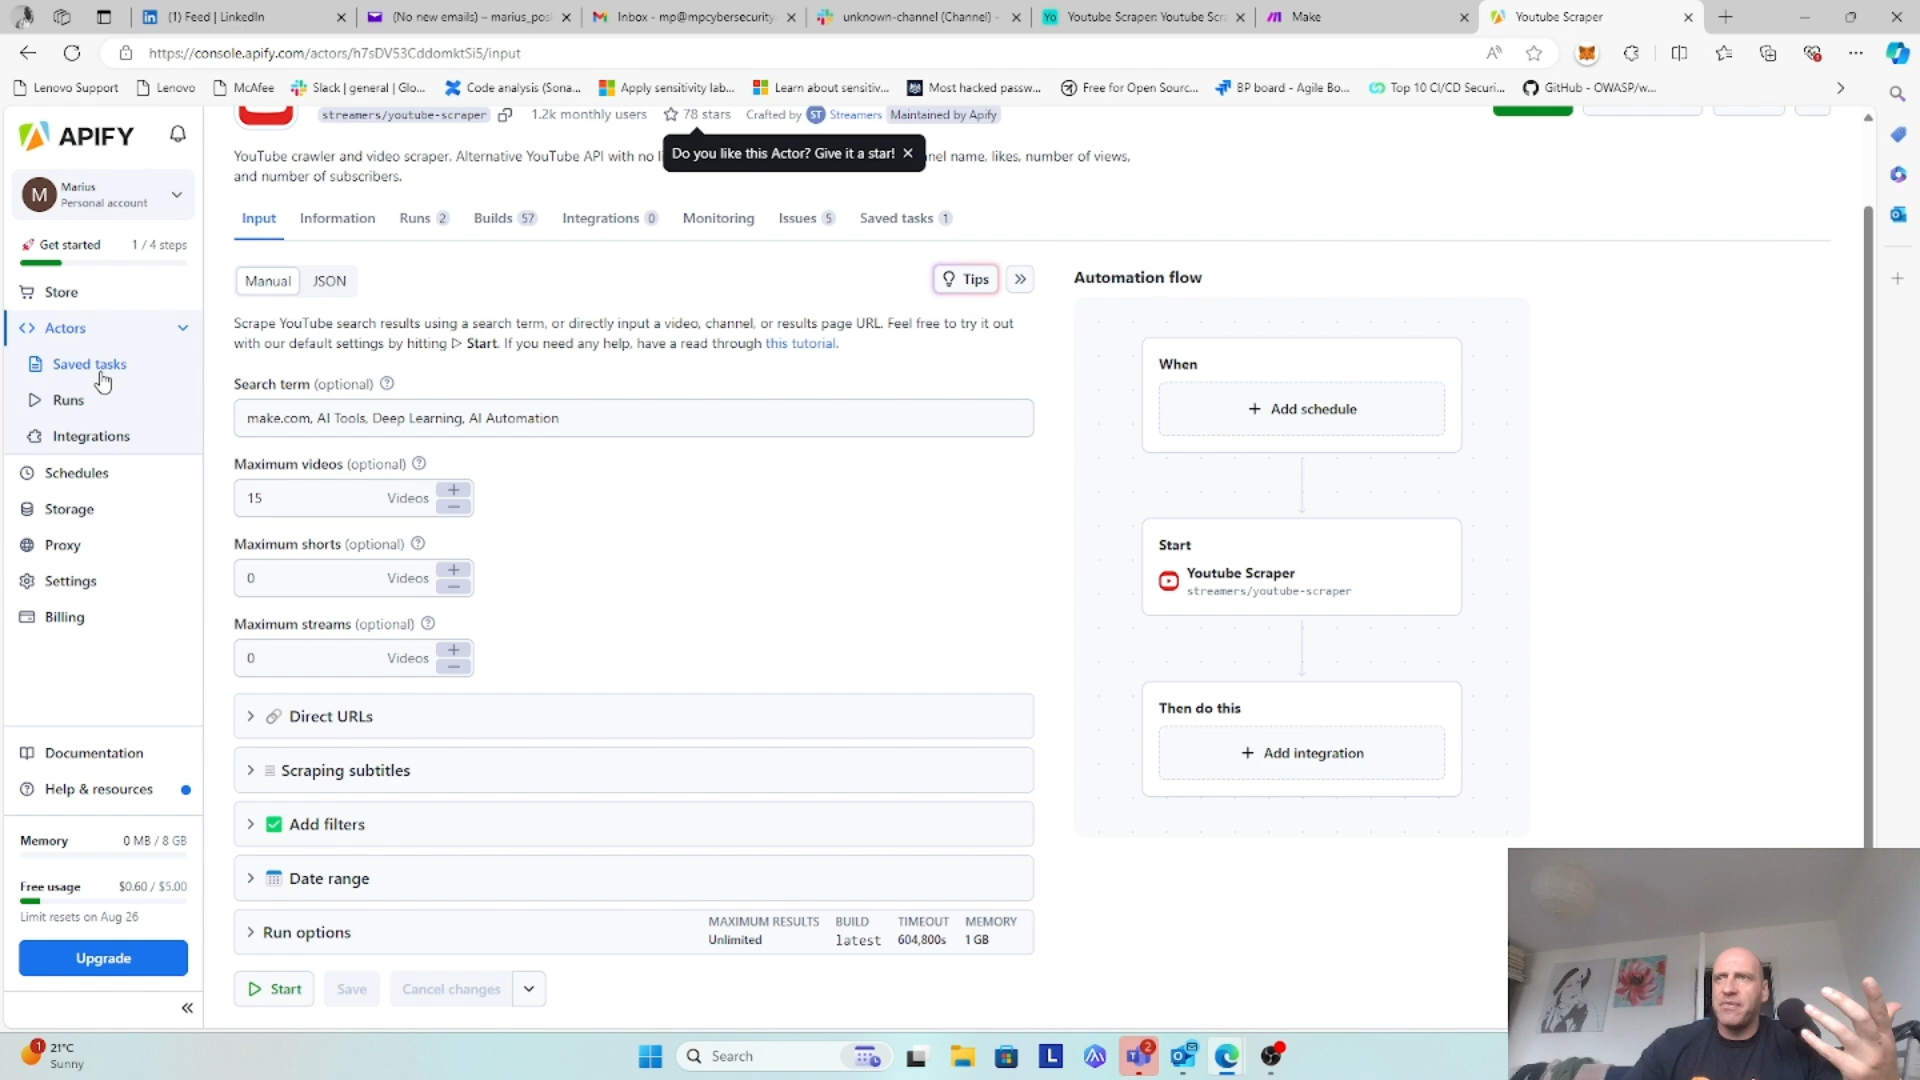 (1) Feed | LinkedIn
(No new emails) – marius_posi
Inbox - mp@mpcybersecurity.
unknown-channel (Channel) -
Youtube Scraper: Youtube Scra
Make
Youtube Scraper
https://console.apify.com/actors/h7sDV53CddomktSi5/input
Lenovo Support
Lenovo
McAfee
Slack | general | Glo...
Code analysis (Sona...
Apply sensitivity lab...
Learn about sensitiv...
Most hacked passw...
Free for Open Sourc...
BP board - Agile Bo...
Top 10 CI/CD Securi...
GitHub - OWASP/w...
APIFY
M
Marius
Personal account
Get started 1 / 4 steps
Store
Actors
Saved tasks
Runs
Integrations
Schedules
Storage
Proxy
Settings
Billing
Documentation
Help & resources
Memory 0 MB / 8 GB
Free usage $0.60 / $5.00
Limit resets on Aug 26
Upgrade
streamers/youtube-scraper 1.2k monthly users 78 stars Crafted by ST Streamers Maintained by Apify
Do you like this Actor? Give it a star!
YouTube crawler and video scraper. Alternative YouTube API with no li nel name, likes, number of views,
and number of subscribers.
Input Information Runs 2 Builds 57 Integrations 0 Monitoring Issues 5 Saved tasks 1
Manual JSON
Tips
Scrape YouTube search results using a search term, or directly input a video, channel, or results page URL. Feel free to try it out
with our default settings by hitting ▷ Start. If you need any help, have a read through this tutorial.
Search term (optional)
make.com, AI Tools, Deep Learning, AI Automation
Maximum videos (optional)
15 Videos
Maximum shorts (optional)
0 Videos
Maximum streams (optional)
0 Videos
Direct URLs
Scraping subtitles
Add filters
Date range
Run options
MAXIMUM RESULTS BUILD TIMEOUT MEMORY
Unlimited latest 604,800s 1 GB
Start Save Cancel changes
Automation flow
When
+ Add schedule
Start
Youtube Scraper
streamers/youtube-scraper
Then do this
+ Add integration
1
21°C
Sunny
Search
L
2